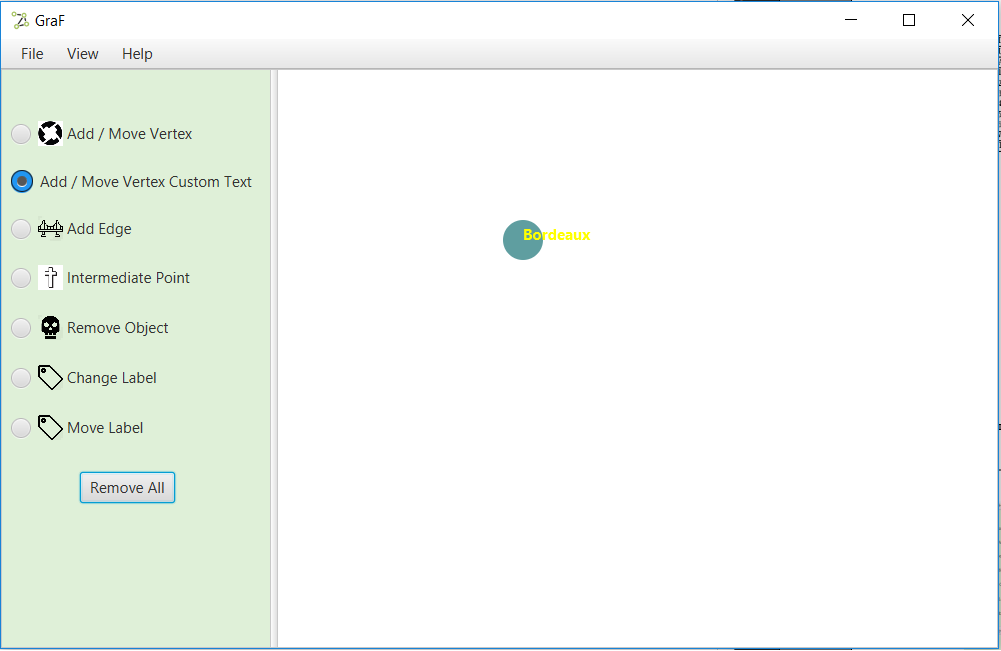 GraF
File View Help
Add / Move Vertex
Add / Move Vertex Custom Text
Add Edge
Intermediate Point
Remove Object
Change Label
Move Label
Remove All
Bordeaux